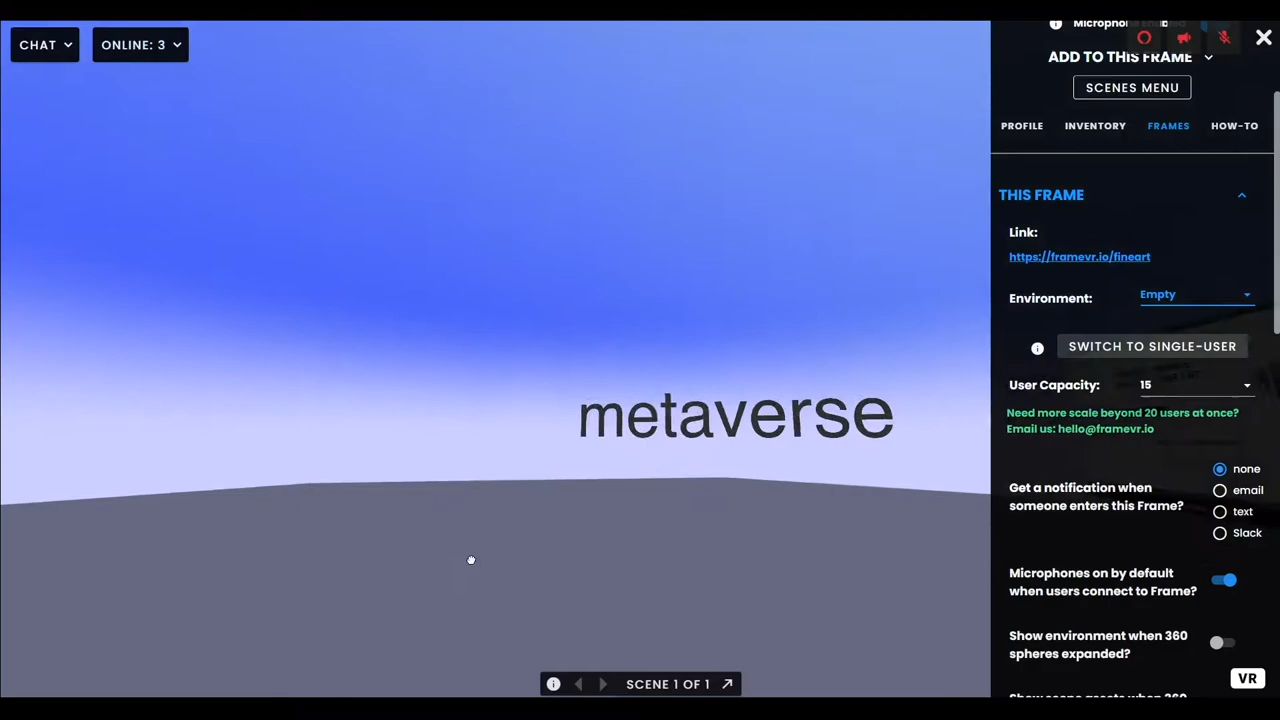 CHAT
ONLINE: 3
ADD TO THIS FRAME
SCENES MENU
PROFILE INVENTORY FRAMES HOW-TO
THIS FRAME
Link:
https://framevr.io/fineart
Environment: Empty
SWITCH TO SINGLE-USER
User Capacity: 15
Need more scale beyond 20 users at once?
Email us: hello@framevr.io
Get a notification when
someone enters this Frame?
none
email
text
Slack
Microphones on by default
when users connect to Frame?
Show environment when 360
spheres expanded?
VR
metaverse
SCENE 1 OF 1